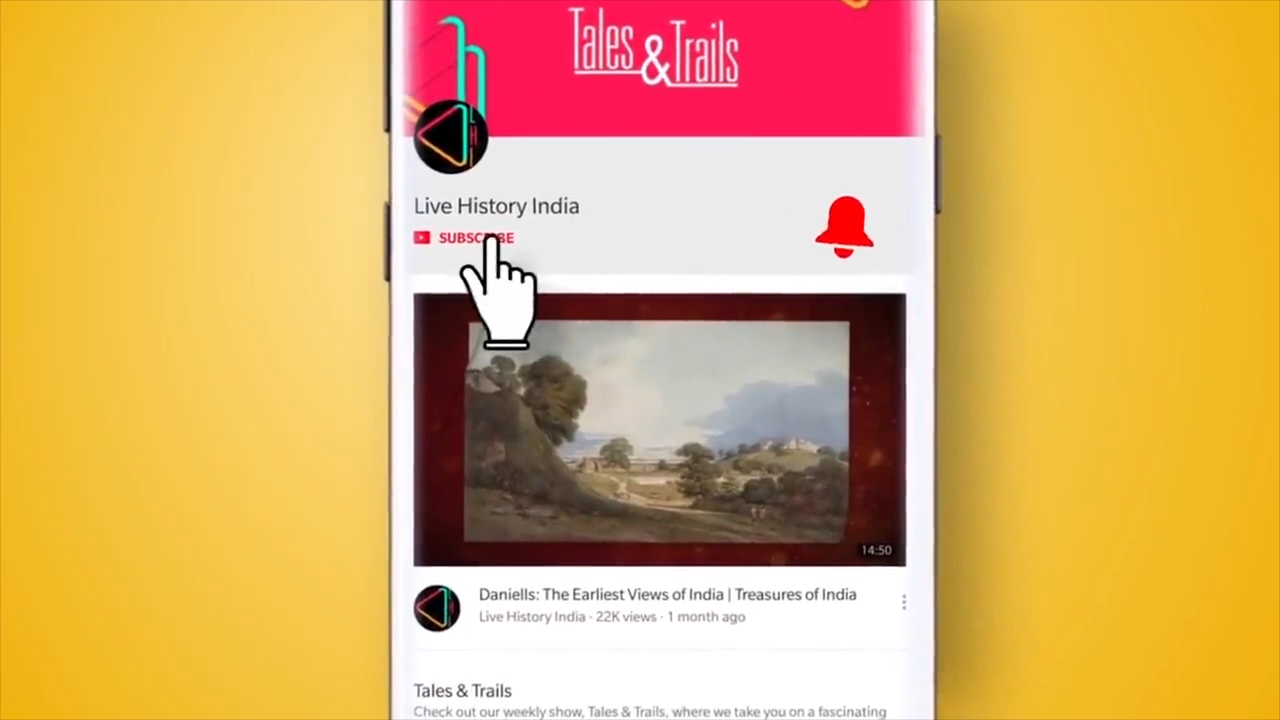 Tales & Trails
Live History India
SUBSCRIBE
14:50
Daniells: The Earliest Views of India | Treasures of India
Live History India · 22K views · 1 month ago
Tales & Trails
Check out our weekly show, Tales & Trails, where we take you on a fascinating